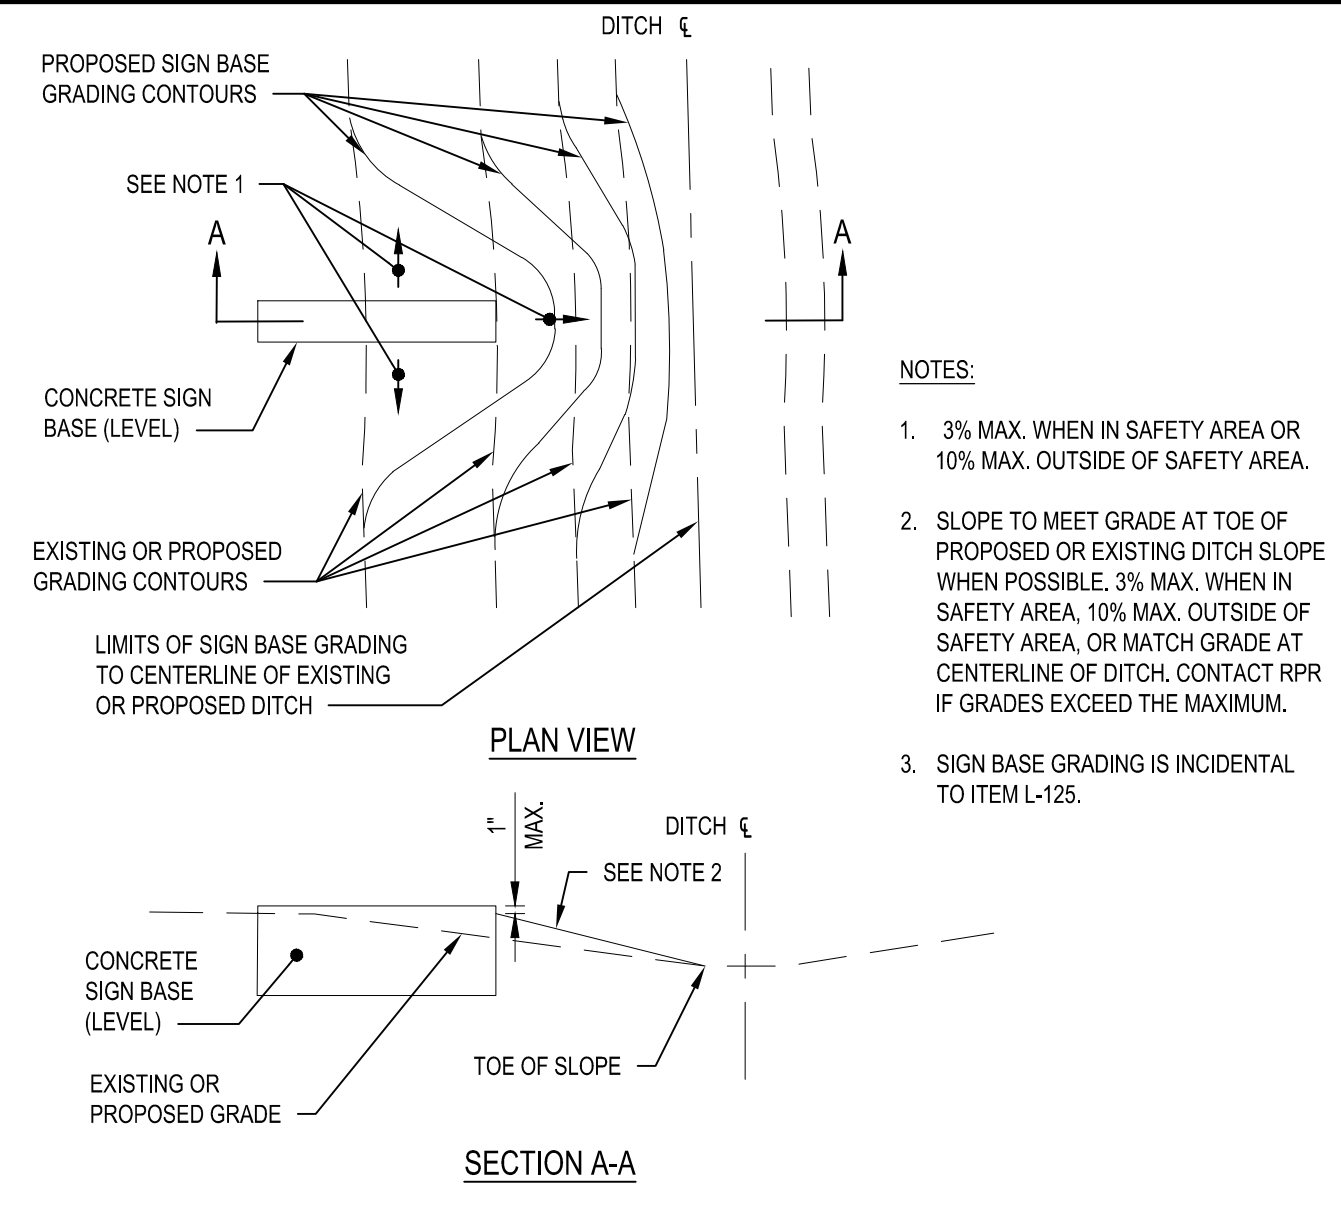 DITCH ℄
PROPOSED SIGN BASE
GRADING CONTOURS
SEE NOTE 1
A
A
CONCRETE SIGN
BASE (LEVEL)
EXISTING OR PROPOSED
GRADING CONTOURS
LIMITS OF SIGN BASE GRADING
TO CENTERLINE OF EXISTING
OR PROPOSED DITCH
PLAN VIEW
NOTES:
1. 3% MAX. WHEN IN SAFETY AREA OR
10% MAX. OUTSIDE OF SAFETY AREA.
2. SLOPE TO MEET GRADE AT TOE OF
PROPOSED OR EXISTING DITCH SLOPE
WHEN POSSIBLE. 3% MAX. WHEN IN
SAFETY AREA, 10% MAX. OUTSIDE OF
SAFETY AREA, OR MATCH GRADE AT
CENTERLINE OF DITCH. CONTACT RPR
IF GRADES EXCEED THE MAXIMUM.
3. SIGN BASE GRADING IS INCIDENTAL
TO ITEM L-125.
1"
MAX.
DITCH ℄
SEE NOTE 2
CONCRETE
SIGN BASE
(LEVEL)
TOE OF SLOPE
EXISTING OR
PROPOSED GRADE
SECTION A-A